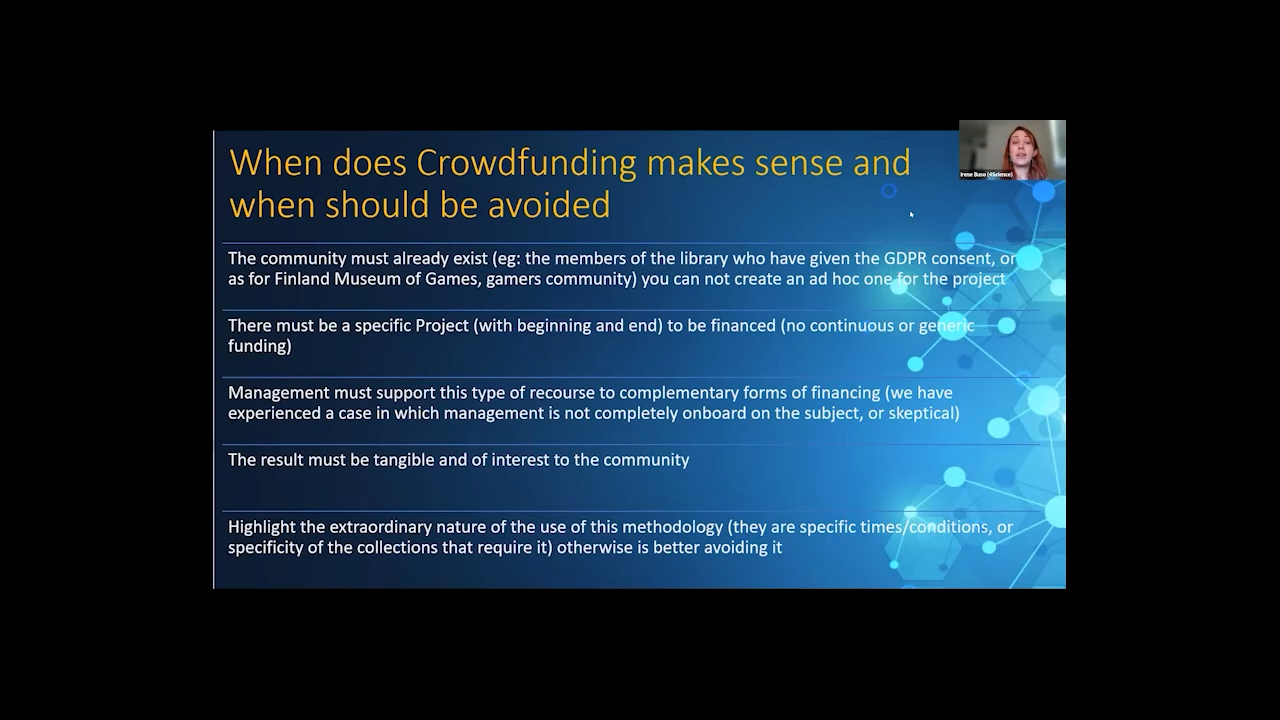 When does Crowdfunding makes sense and
when should be avoided
Irene Buso (4Science)
The community must already exist (eg: the members of the library who have given the GDPR consent, or
as for Finland Museum of Games, gamers community) you can not create an ad hoc one for the project
There must be a specific Project (with beginning and end) to be financed (no continuous or generic
funding)
Management must support this type of recourse to complementary forms of financing (we have
experienced a case in which management is not completely onboard on the subject, or skeptical)
The result must be tangible and of interest to the community
Highlight the extraordinary nature of the use of this methodology (they are specific times/conditions, or
specificity of the collections that require it) otherwise is better avoiding it